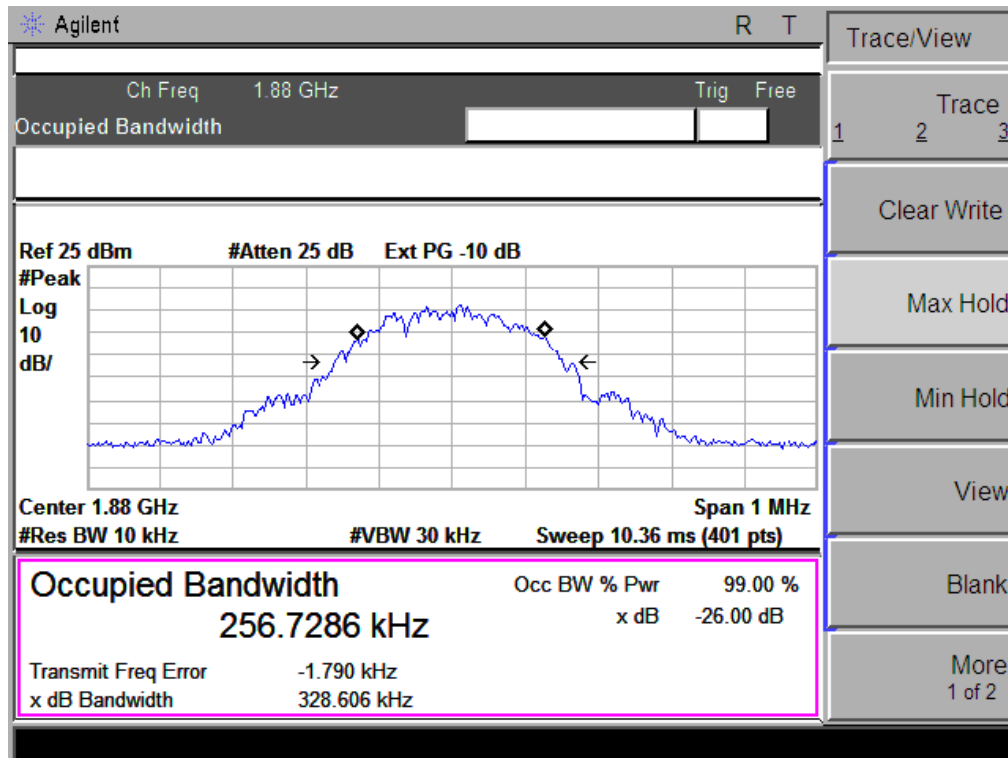 Agilent R T
Trace/View
Ch Freq 1.88 GHz Trig Free
Occupied Bandwidth
Trace
1 2 3
Clear Write
Max Hold
Min Hold
View
Blank
More
1 of 2
Ref 25 dBm #Atten 25 dB Ext PG -10 dB
#Peak
Log
10
dB/
Center 1.88 GHz Span 1 MHz
#Res BW 10 kHz #VBW 30 kHz Sweep 10.36 ms (401 pts)
Occupied Bandwidth Occ BW % Pwr 99.00 %
256.7286 kHz x dB -26.00 dB
Transmit Freq Error -1.790 kHz
x dB Bandwidth 328.606 kHz